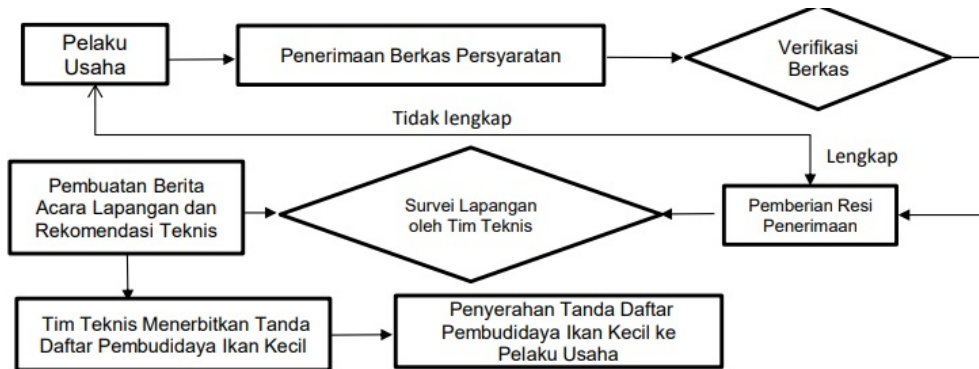 Pelaku
Usaha
Penerimaan Berkas Persyaratan
Verifikasi
Berkas
Tidak lengkap
Lengkap
Pembuatan Berita
Acara Lapangan dan
Rekomendasi Teknis
Survei Lapangan
oleh Tim Teknis
Pemberian Resi
Penerimaan
Tim Teknis Menerbitkan Tanda
Daftar Pembudidaya Ikan Kecil
Penyerahan Tanda Daftar
Pembudidaya Ikan Kecil ke
Pelaku Usaha